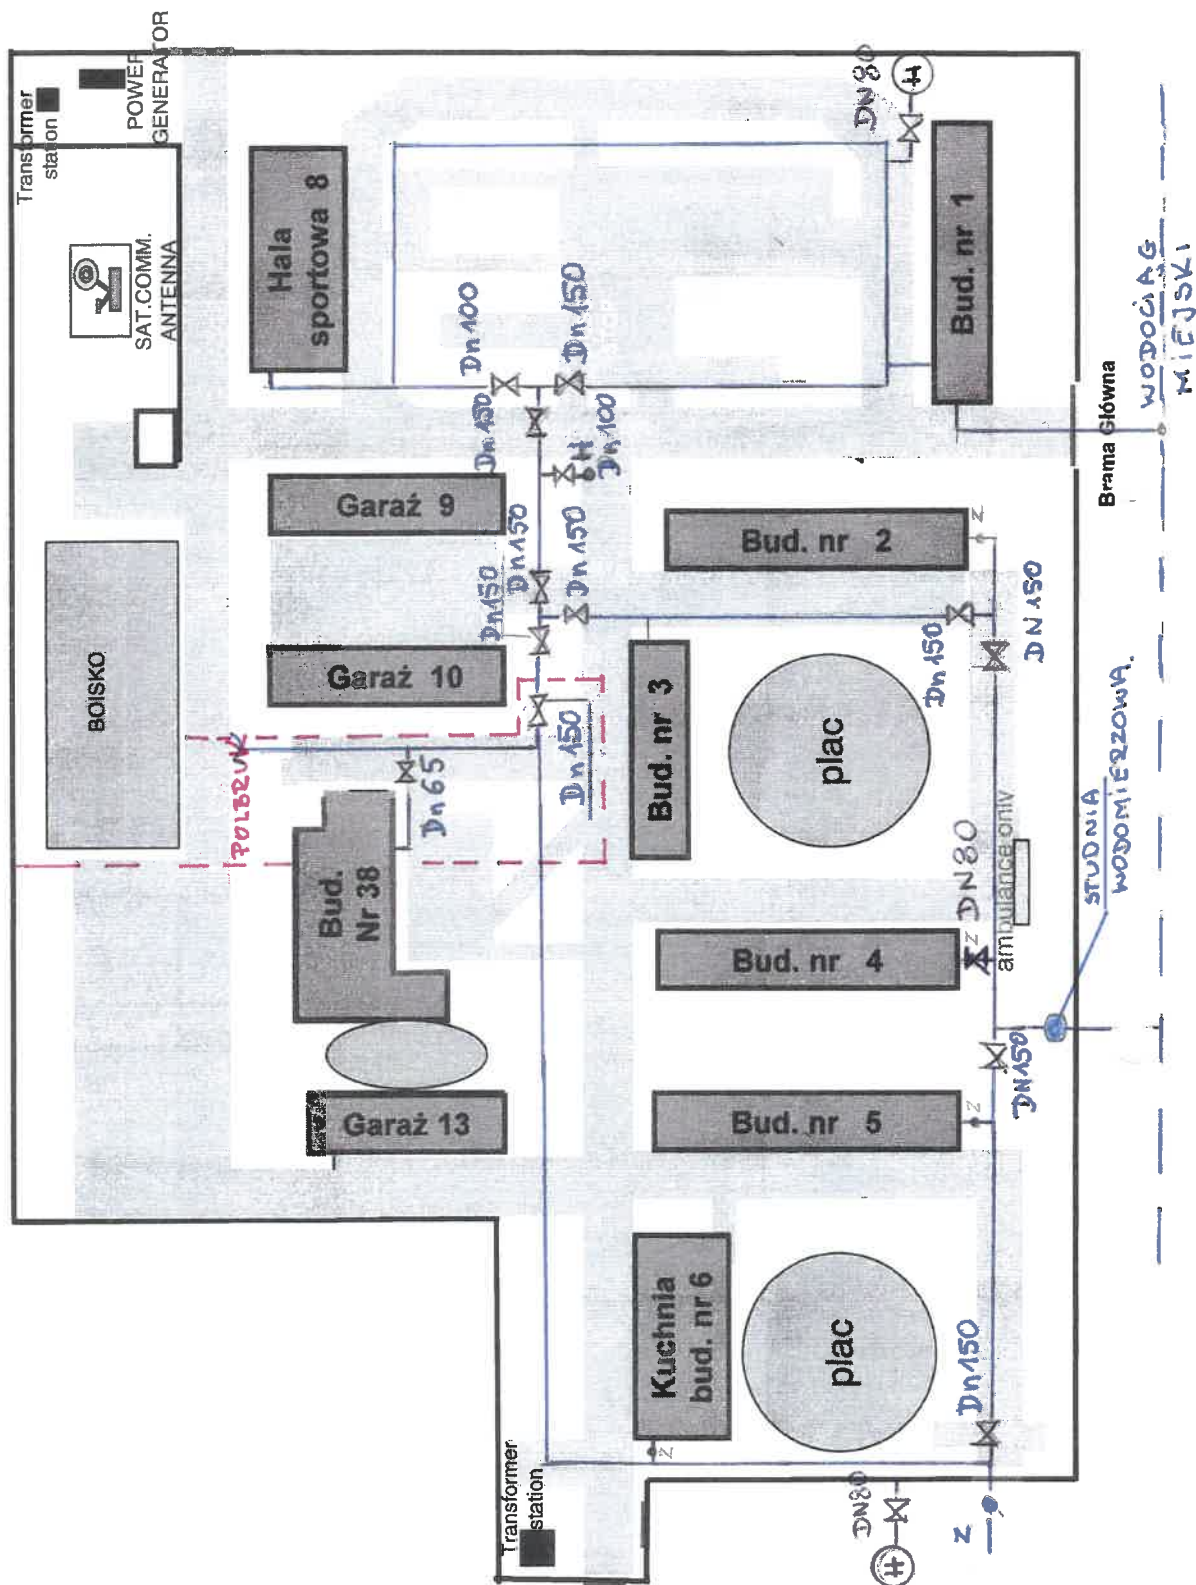 Transformer
station
POWER
GENERATOR
SAT.COMM.
ANTENNA
Hala
sportowa 8
DN80
H
Bud. nr 1
WODOCIĄG
MIEJSKI
Brama Główna
Dn100
Dn150
Dn150
H
Dn100
Garaż 9
Dn150
Dn150
Dn150
Bud. nr 2
Z
DN150
Dn150
BOISKO
Garaż 10
Bud. nr 3
plac
Dn150
Dn65
Bud.
Nr 38
DN80
Z
ambulance only
STUDNIA
WODOMIERZOWA.
Bud. nr 4
DN150
Garaż 13
Bud. nr 5
Z
Kuchnia
bud. nr 6
Z
plac
Dn150
Transformer
station
DN80
H
Z